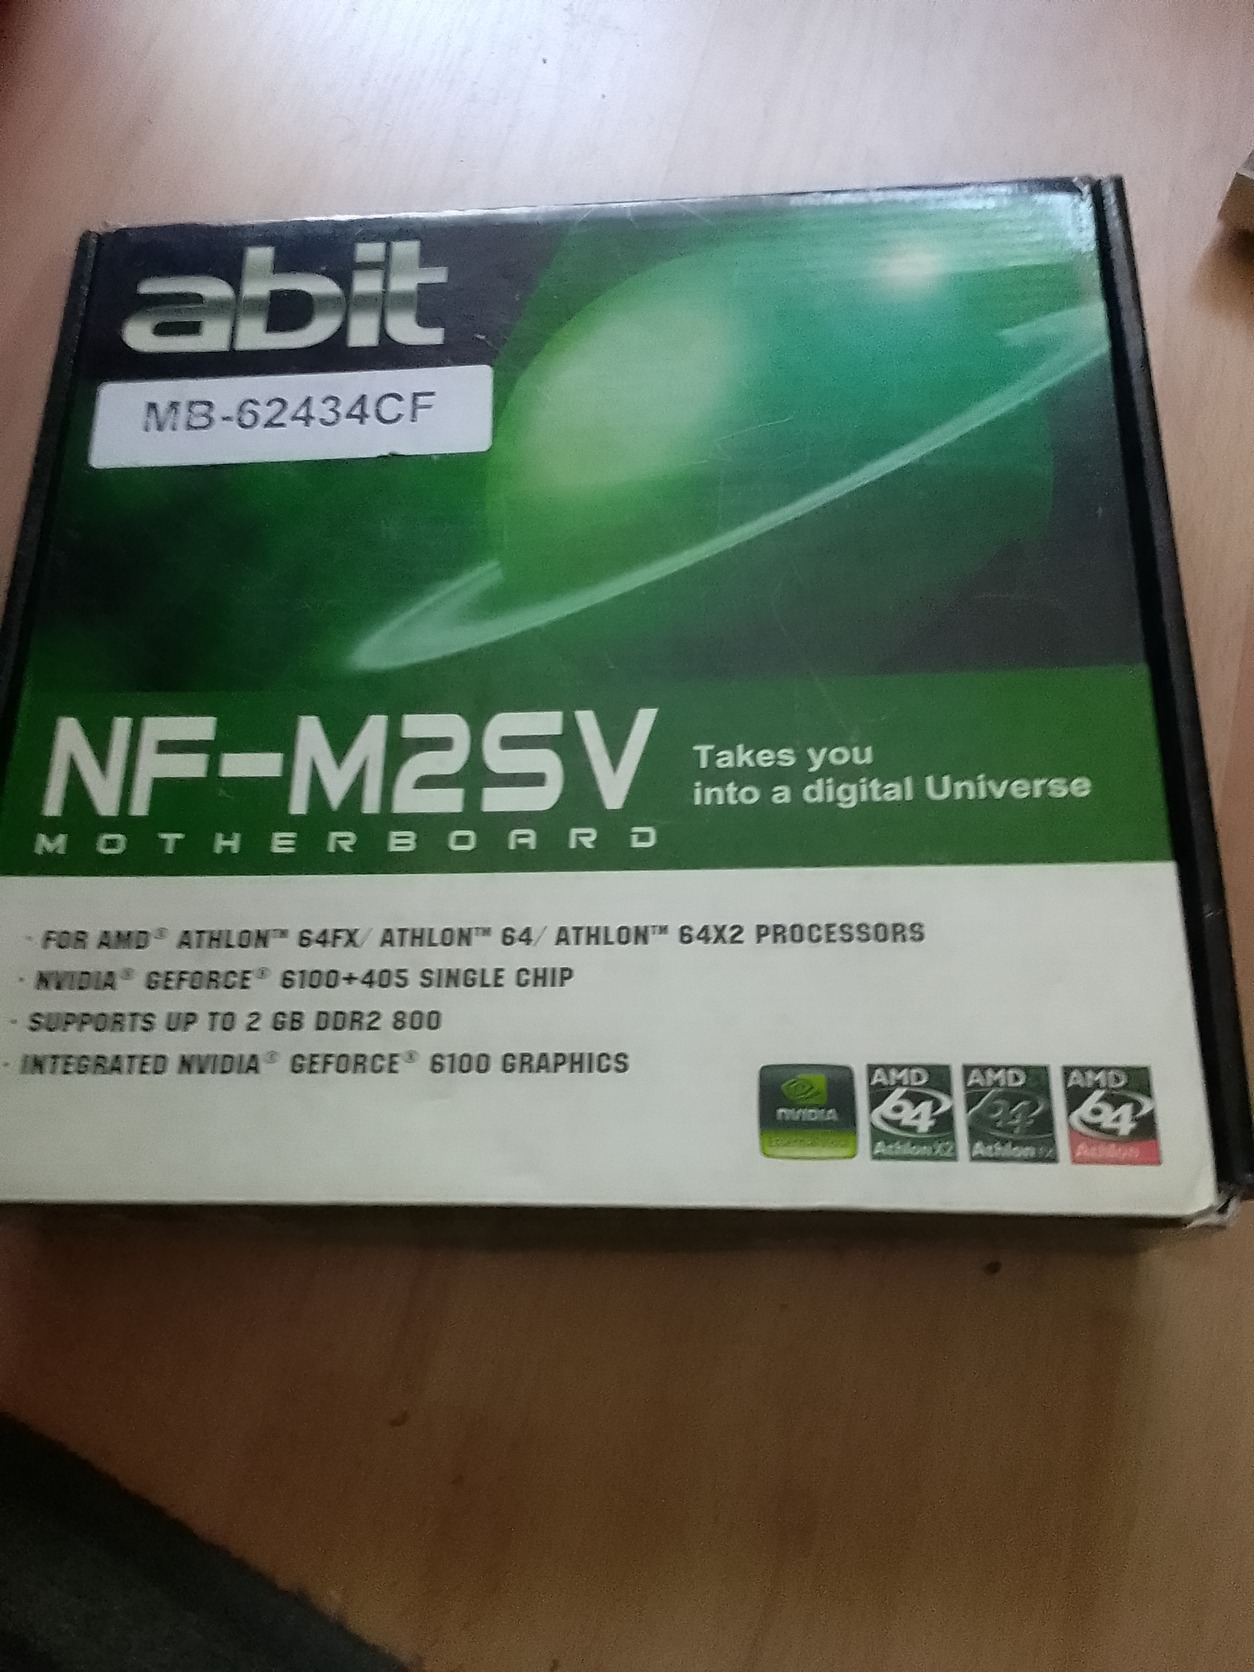 abit
MB-62434CF
NF-M2SV
MOTHERBOARD
Takes you
into a digital Universe
· FOR AMD® ATHLON™ 64FX/ ATHLON™ 64/ ATHLON™ 64X2 PROCESSORS
· NVIDIA® GEFORCE® 6100+405 SINGLE CHIP
· SUPPORTS UP TO 2 GB DDR2 800
· INTEGRATED NVIDIA® GEFORCE® 6100 GRAPHICS
NVIDIA
AMD
64
Athlon X2
AMD
64
Athlon FX
AMD
64
Athlon